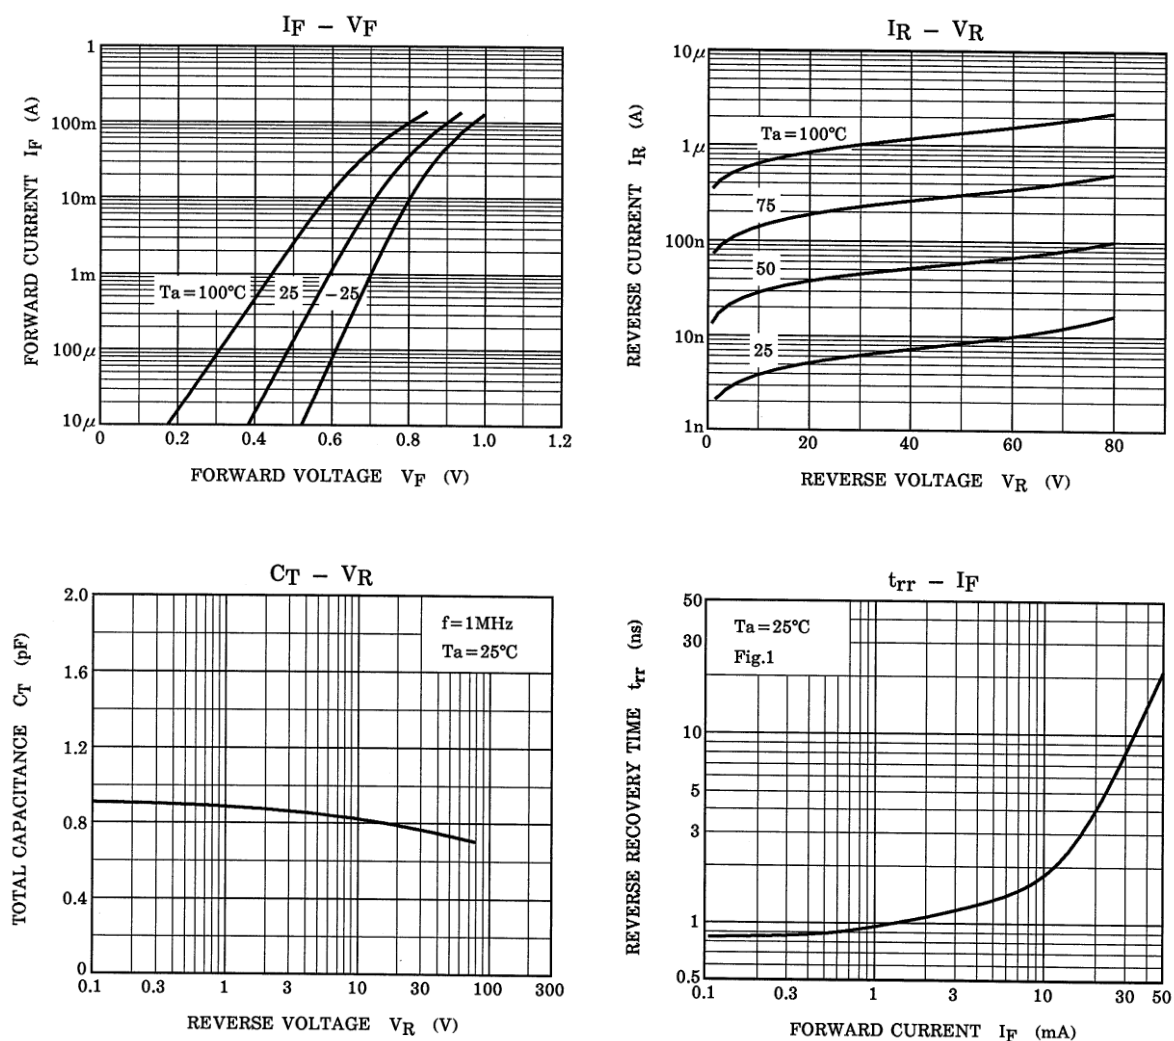 IF – VF
FORWARD CURRENT IF (A)
1
100m
10m
1m
100μ
10μ
Ta=100°C 25 –25
0 0.2 0.4 0.6 0.8 1.0 1.2
FORWARD VOLTAGE VF (V)
IR – VR
REVERSE CURRENT IR (A)
10μ
1μ
100n
10n
1n
Ta=100°C
75
50
25
0 20 40 60 80
REVERSE VOLTAGE VR (V)
CT – VR
TOTAL CAPACITANCE CT (pF)
2.0
1.6
1.2
0.8
0.4
0
f=1MHz
Ta=25°C
0.1 0.3 1 3 10 30 100 300
REVERSE VOLTAGE VR (V)
trr – IF
REVERSE RECOVERY TIME trr (ns)
50
30
10
5
3
1
0.5
Ta=25°C
Fig.1
0.1 1 3 10 30 50
FORWARD CURRENT IF (mA)